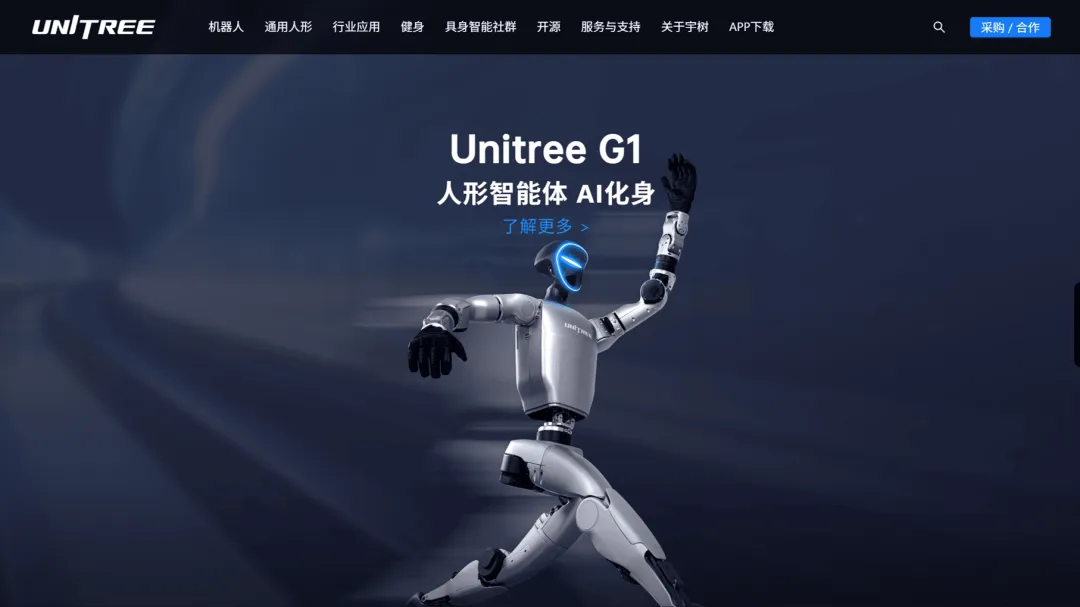 UNITREE
机器人 通用人形 行业应用 健身 具身智能社群 开源 服务与支持 关于宇树 APP下载
采购 / 合作
Unitree G1
人形智能体 AI化身
了解更多 >
UNITREE